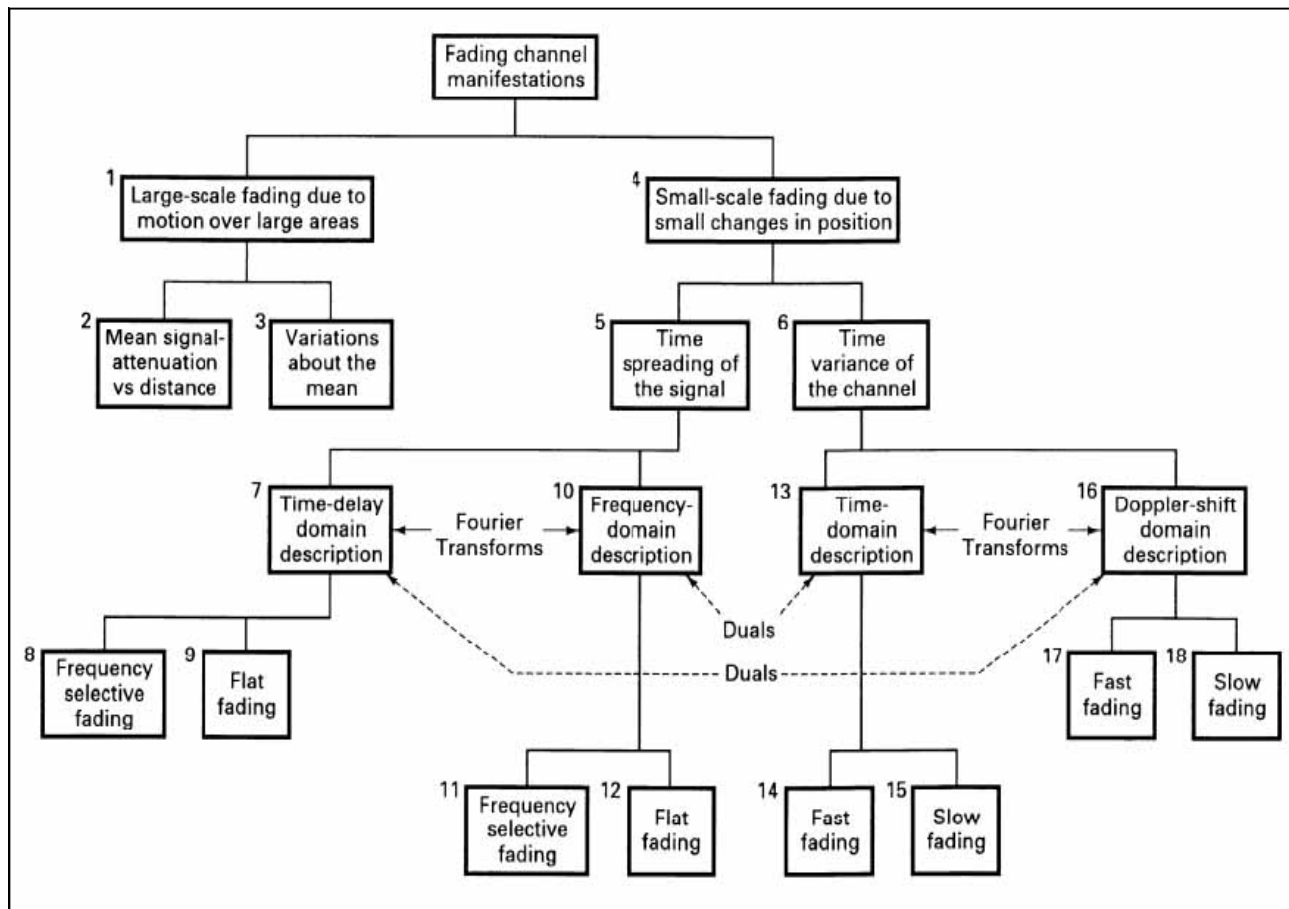 Fading channel
manifestations
1
Large-scale fading due to
motion over large areas
4
Small-scale fading due to
small changes in position
2
Mean signal-
attenuation
vs distance
3
Variations
about the
mean
5
Time
spreading of
the signal
6
Time
variance of
the channel
7
Time-delay
domain
description
Fourier
Transforms
10
Frequency-
domain
description
13
Time-
domain
description
Fourier
Transforms
16
Doppler-shift
domain
description
Duals
Duals
8
Frequency
selective
fading
9
Flat
fading
17
Fast
fading
18
Slow
fading
11
Frequency
selective
fading
12
Flat
fading
14
Fast
fading
15
Slow
fading